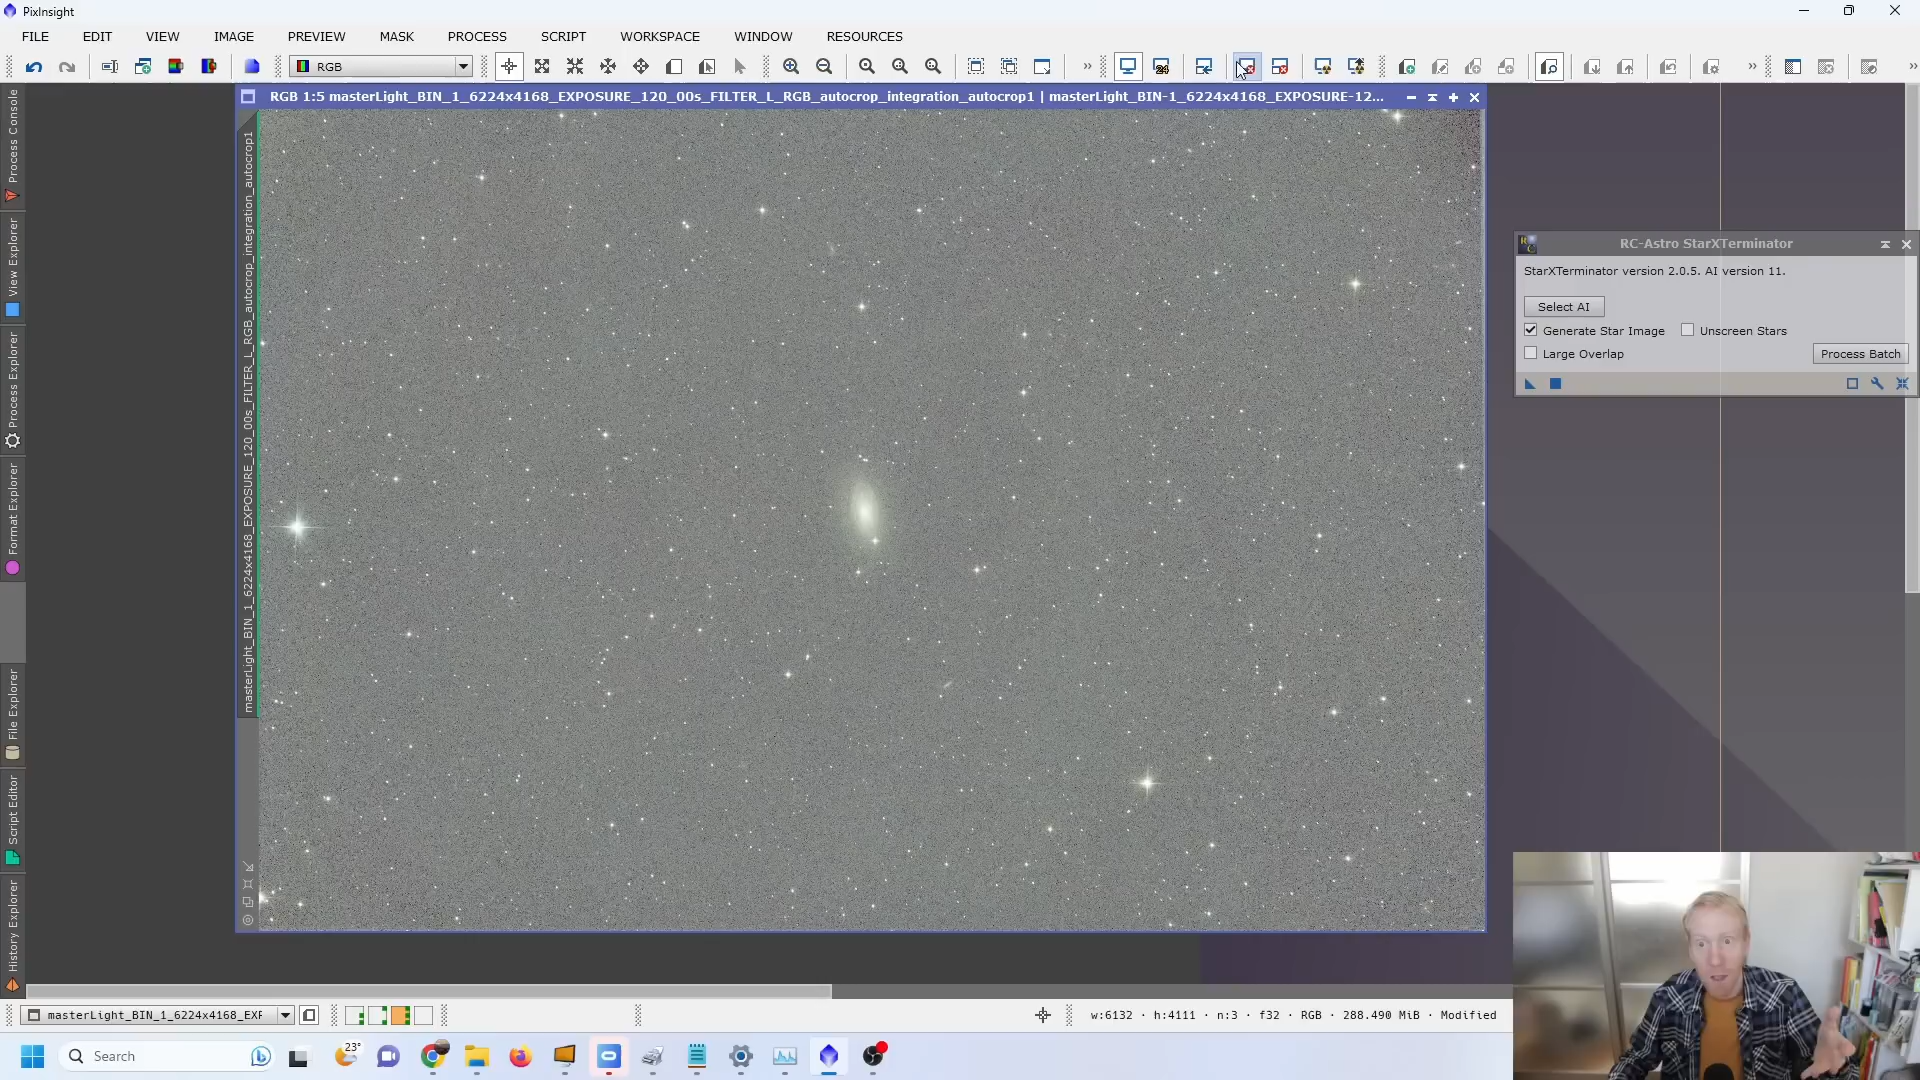 PixInsight
FILE EDIT VIEW IMAGE PREVIEW MASK PROCESS SCRIPT WORKSPACE WINDOW RESOURCES
RGB
24
RGB 1:5 masterLight_BIN_1_6224x4168_EXPOSURE_120_00s_FILTER_L_RGB_autocrop_integration_autocrop1 | masterLight_BIN-1_6224x4168_EXPOSURE-12...
masterLight_BIN_1_6224x4168_EXPOSURE_120_00s_FILTER_L_RGB_autocrop_integration_autocrop1
Process Console
View Explorer
Process Explorer
Format Explorer
File Explorer
Script Editor
History Explorer
RC-Astro StarXTerminator
StarXTerminator version 2.0.5. AI version 11.
Select AI
Generate Star Image Unscreen Stars
Large Overlap Process Batch
masterLight_BIN_1_6224x4168_EXF
w:6132 · h:4111 · n:3 · f32 · RGB · 288.490 MiB · Modified
Search
23°